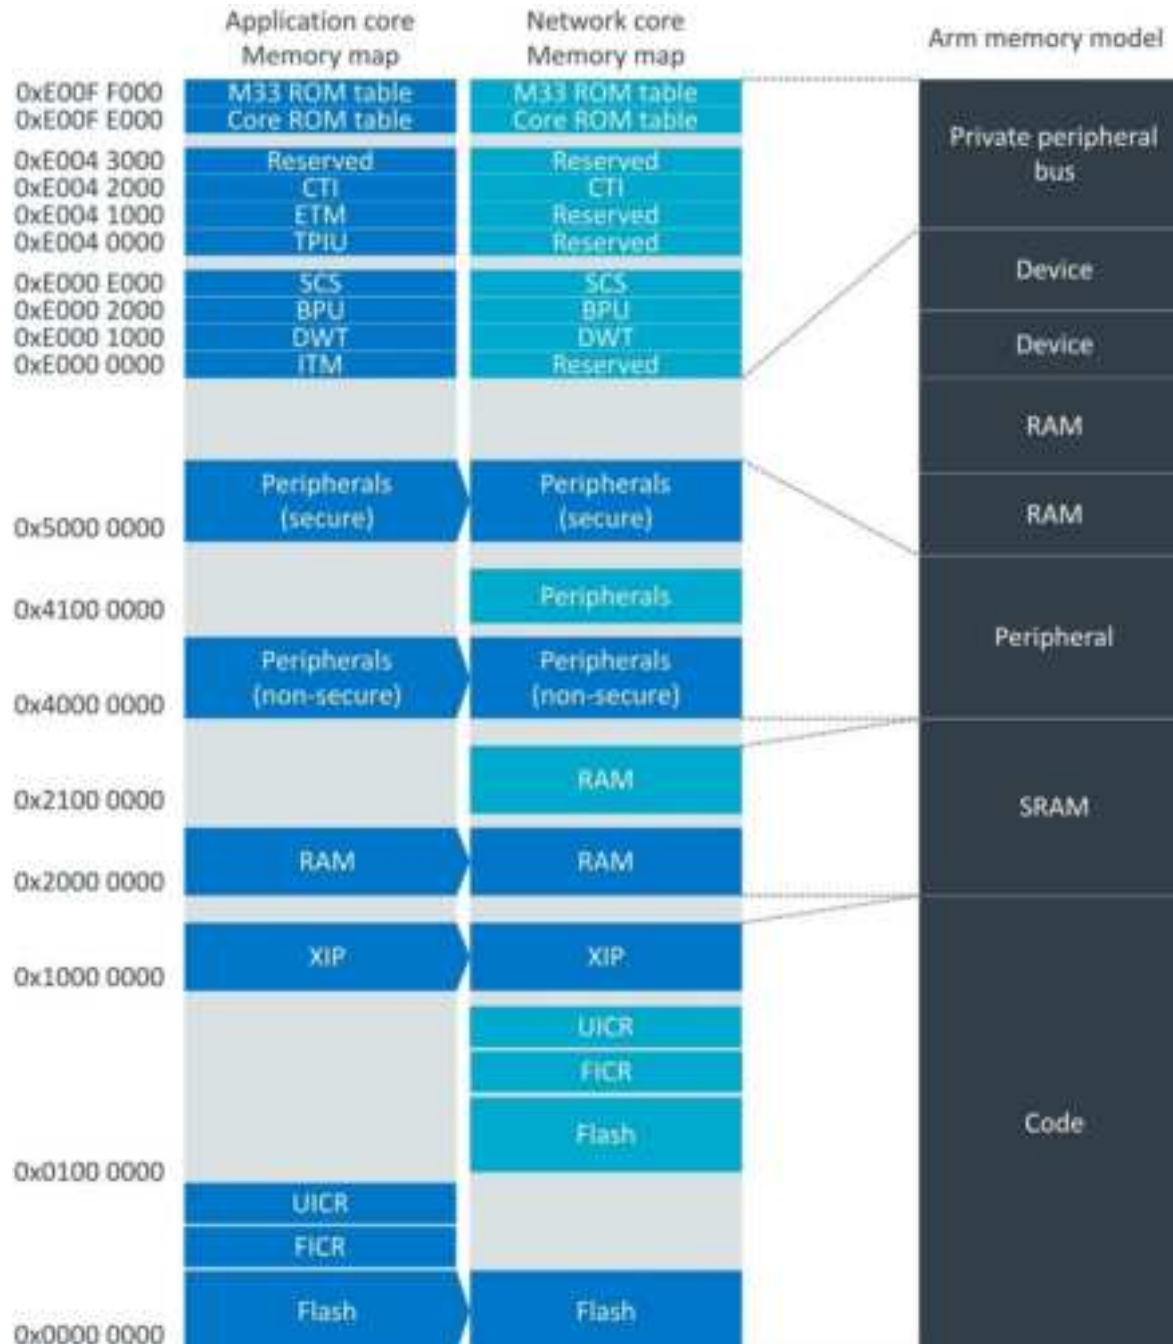 Application core
Memory map
Network core
Memory map
Arm memory model
0xE00F F000
M33 ROM table
M33 ROM table
0xE00F E000
Core ROM table
Core ROM table
Private peripheral
bus
0xE004 3000
Reserved
Reserved
0xE004 2000
CTI
CTI
0xE004 1000
ETM
Reserved
0xE004 0000
TPIU
Reserved
Device
0xE000 E000
SCS
SCS
0xE000 2000
BPU
BPU
0xE000 1000
DWT
DWT
Device
0xE000 0000
ITM
Reserved
RAM
Peripherals
(secure)
Peripherals
(secure)
RAM
0x5000 0000
Peripherals
0x4100 0000
Peripheral
Peripherals
(non-secure)
Peripherals
(non-secure)
0x4000 0000
RAM
0x2100 0000
SRAM
RAM
RAM
0x2000 0000
XIP
XIP
0x1000 0000
UICR
FICR
Flash
Code
0x0100 0000
UICR
FICR
Flash
Flash
0x0000 0000